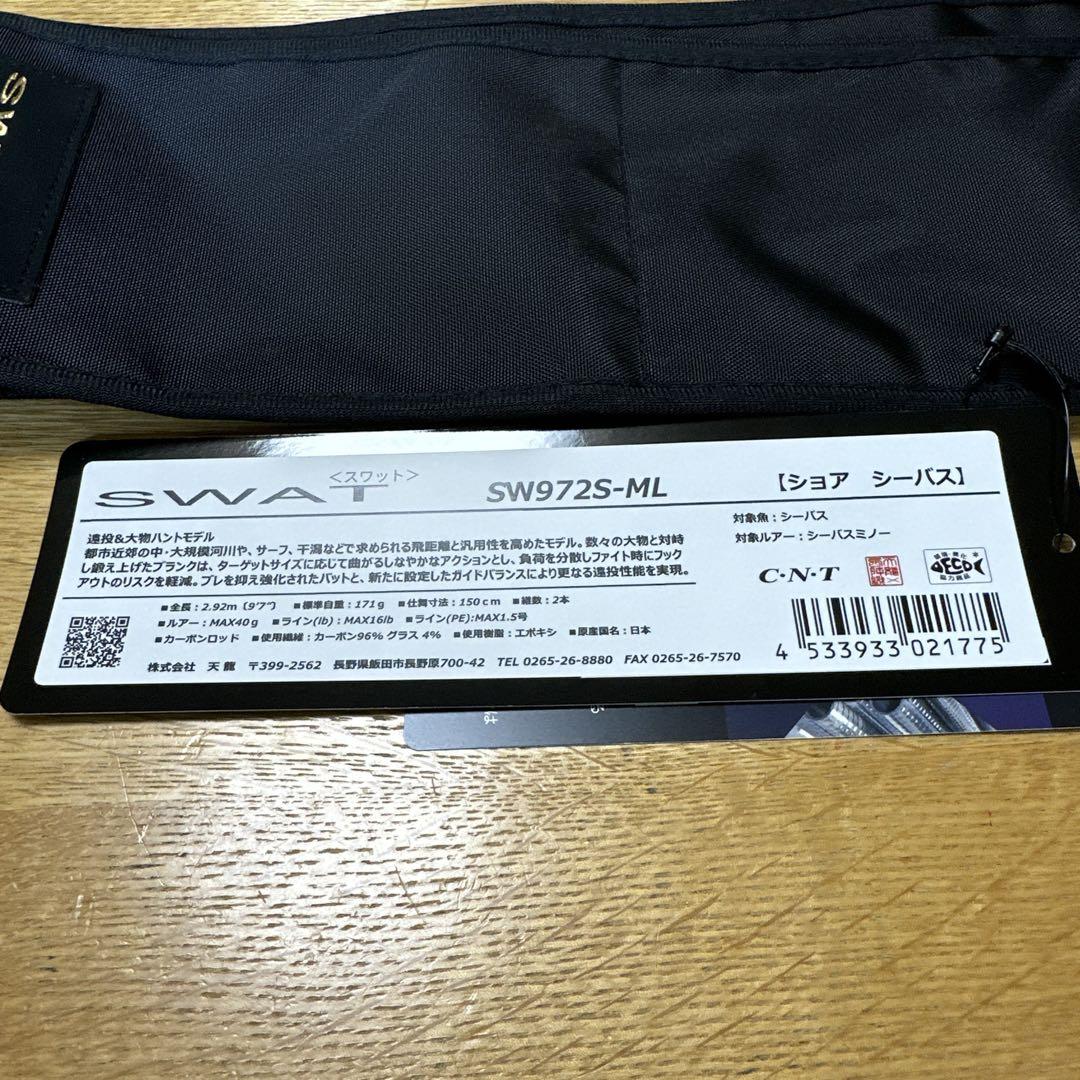 SW
<スワット>
SWAT
SW972S-ML
【ショア シーバス】
遠投&大物ハントモデル
都市近郊の中・大規模河川や、サーフ、干潟などで求められる飛距離と汎用性を高めたモデル。数々の大物と対峙
し鍛え上げたブランクは、ターゲットサイズに応じて曲がるしなやかなアクションとし、負荷を分散しファイト時にフック
アウトのリスクを軽減。ブレを抑え強化されたバットと、新たに設定したガイドバランスにより更なる遠投性能を実現。
対象魚：シーバス
対象ルアー：シーバスミノー
■全長：2.92m〔9'7"〕 ■標準自重：171g ■仕舞寸法：150cm ■継数：2本
■ルアー：MAX40g ■ライン(lb)：MAX16lb ■ライン(PE):MAX1.5号
■カーボンロッド ■使用繊維：カーボン96% グラス 4% ■使用樹脂：エポキシ ■原産国名：日本
株式会社 天龍 〒399-2562 長野県飯田市長野原700-42 TEL 0265-26-8880 FAX 0265-26-7570
C・N・T
ECO
4 533933 021775